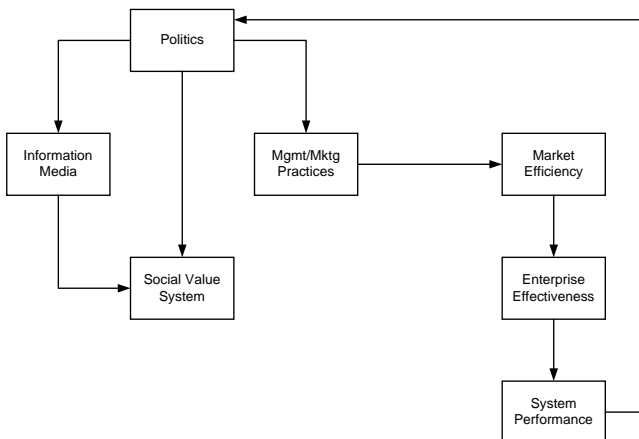 Politics
Information
Media
Mgmt/Mktg
Practices
Market
Efficiency
Social Value
System
Enterprise
Effectiveness
System
Performance